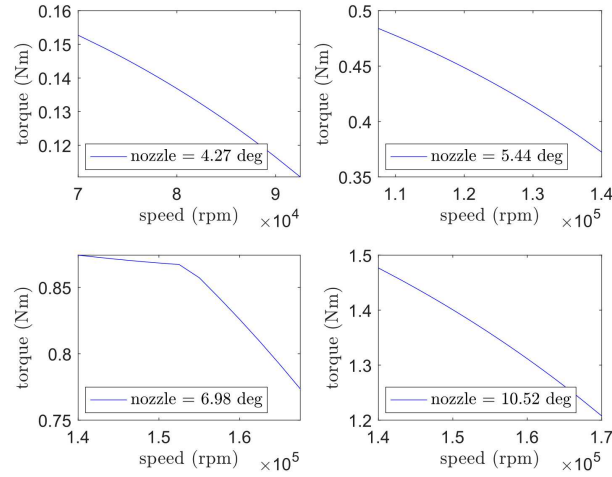 0.16
0.15
0.14
0.13
0.12
torque (Nm)
nozzle = 4.27 deg
7 8 9
speed (rpm) ×10^4
0.5
0.45
0.4
0.35
torque (Nm)
nozzle = 5.44 deg
1.1 1.2 1.3 1.4
speed (rpm) ×10^5
0.85
0.8
0.75
torque (Nm)
nozzle = 6.98 deg
1.4 1.5 1.6
speed (rpm) ×10^5
1.5
1.4
1.3
1.2
torque (Nm)
nozzle = 10.52 deg
1.4 1.5 1.6 1.7
speed (rpm) ×10^5